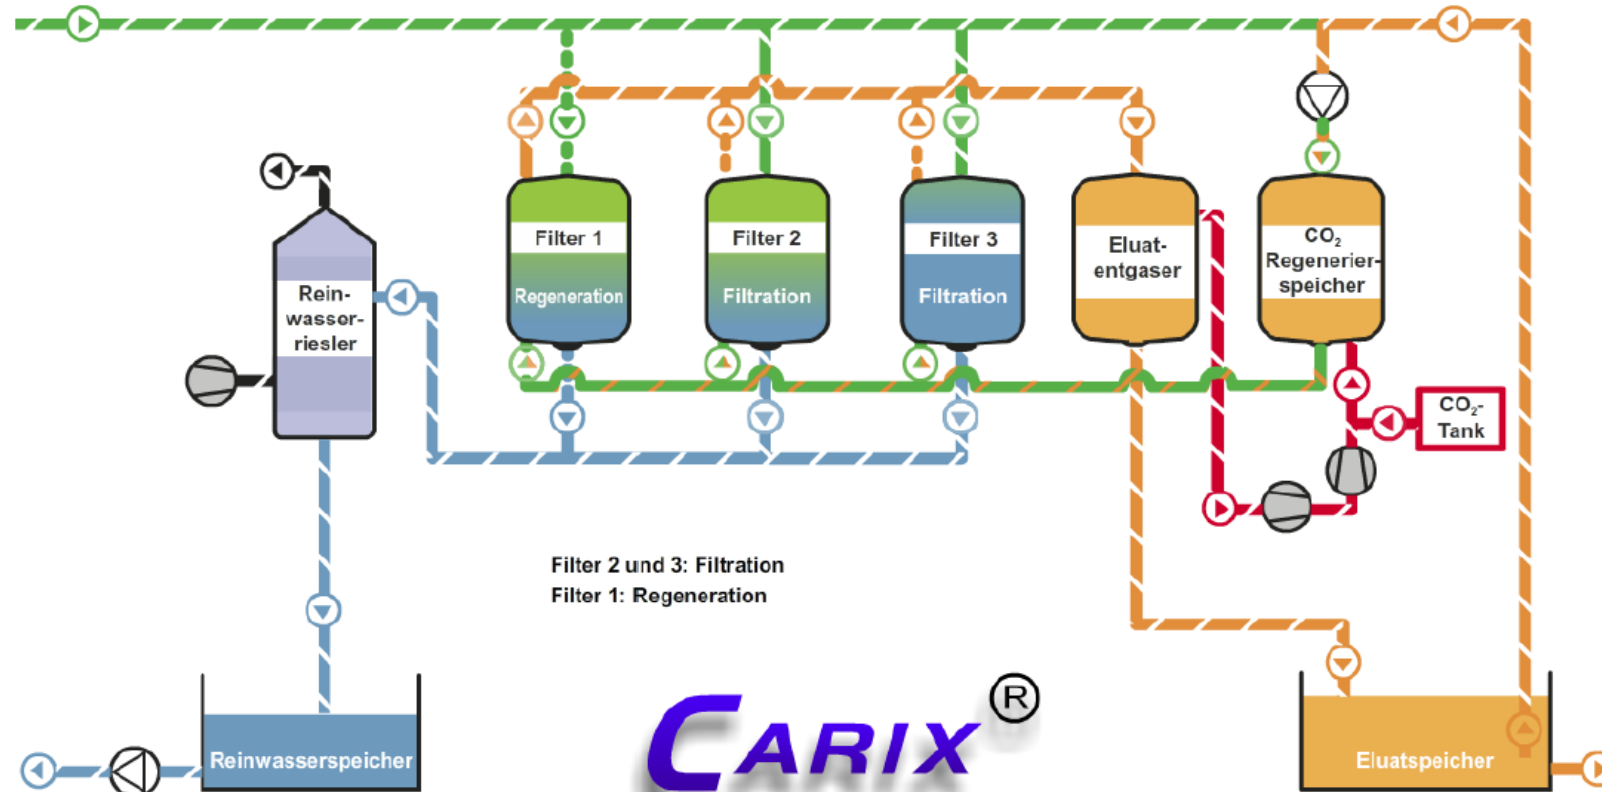 Filter 1
Regeneration
Filter 2
Filtration
Filter 3
Filtration
Eluat-
entgaser
CO₂
Regenerier-
speicher
Rein-
wasser-
riesler
CO₂-
Tank
Filter 2 und 3: Filtration
Filter 1: Regeneration
CARIX ®
Reinwasserspeicher
Eluatspeicher